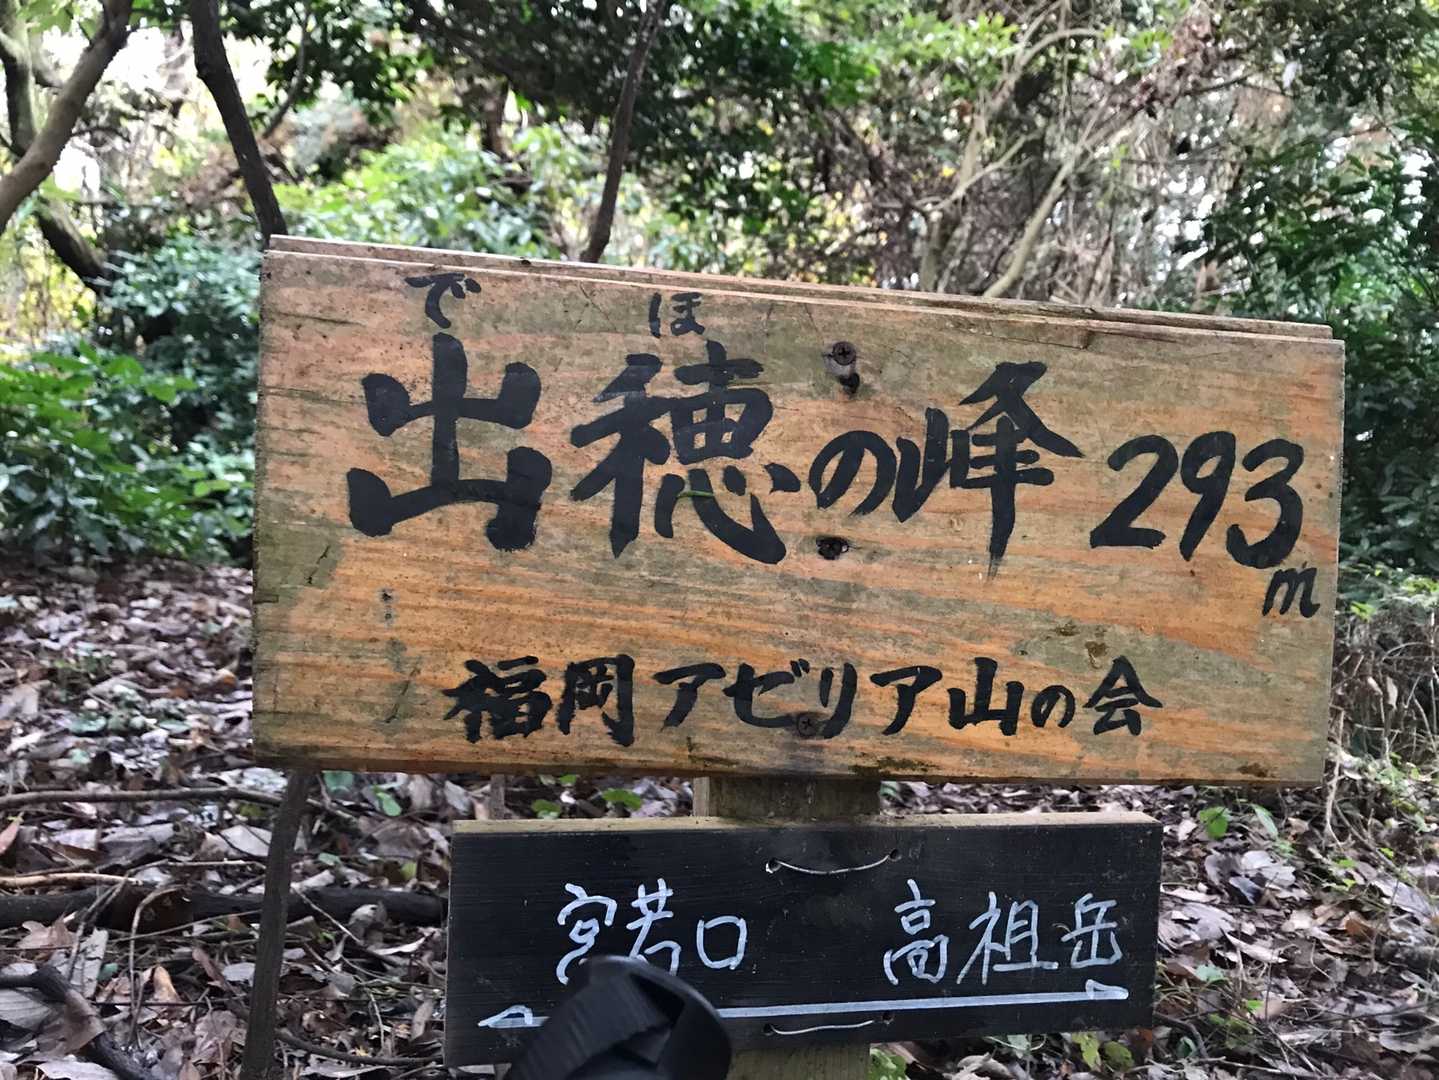 でほ
出穂の峰 293m
福岡アゼリア山の会
宮若口 高祖岳